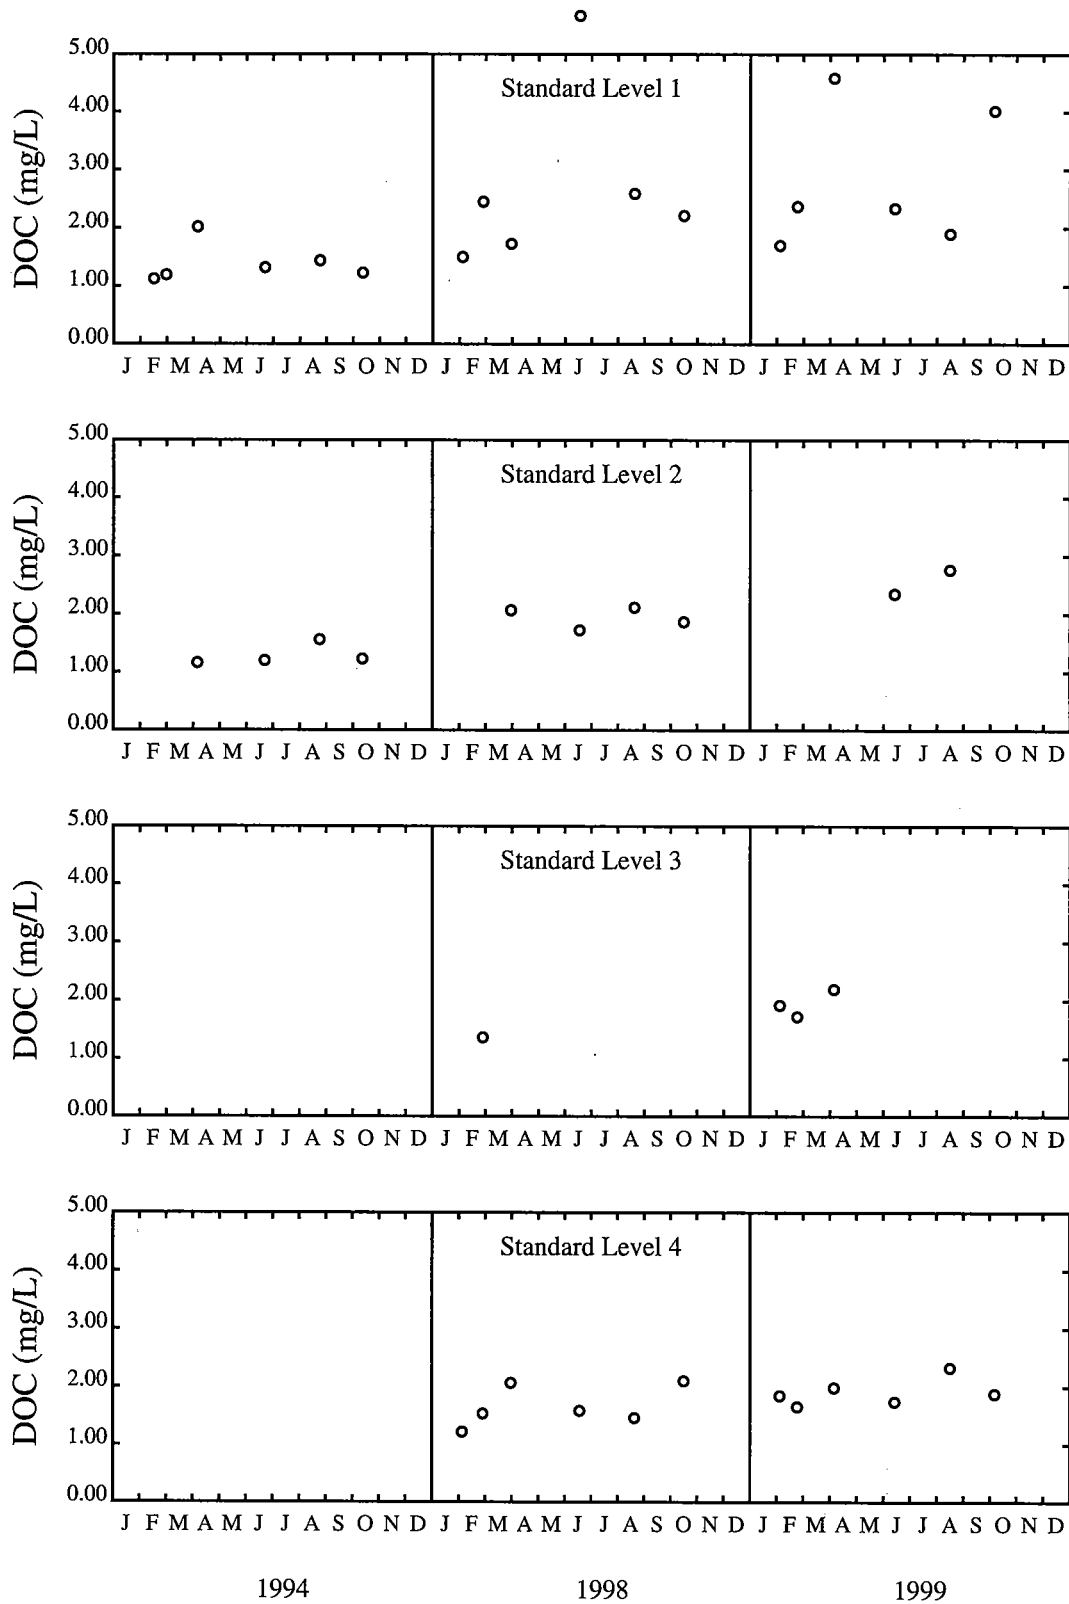 5.00
Standard Level 1
4.00
3.00
2.00
1.00
0.00
DOC (mg/L)
J F M A M J J A S O N D J F M A M J J A S O N D J F M A M J J A S O N D
5.00
Standard Level 2
4.00
3.00
2.00
1.00
0.00
DOC (mg/L)
J F M A M J J A S O N D J F M A M J J A S O N D J F M A M J J A S O N D
5.00
Standard Level 3
4.00
3.00
2.00
1.00
0.00
DOC (mg/L)
J F M A M J J A S O N D J F M A M J J A S O N D J F M A M J J A S O N D
5.00
Standard Level 4
4.00
3.00
2.00
1.00
0.00
DOC (mg/L)
J F M A M J J A S O N D J F M A M J J A S O N D J F M A M J J A S O N D
1994 1998 1999